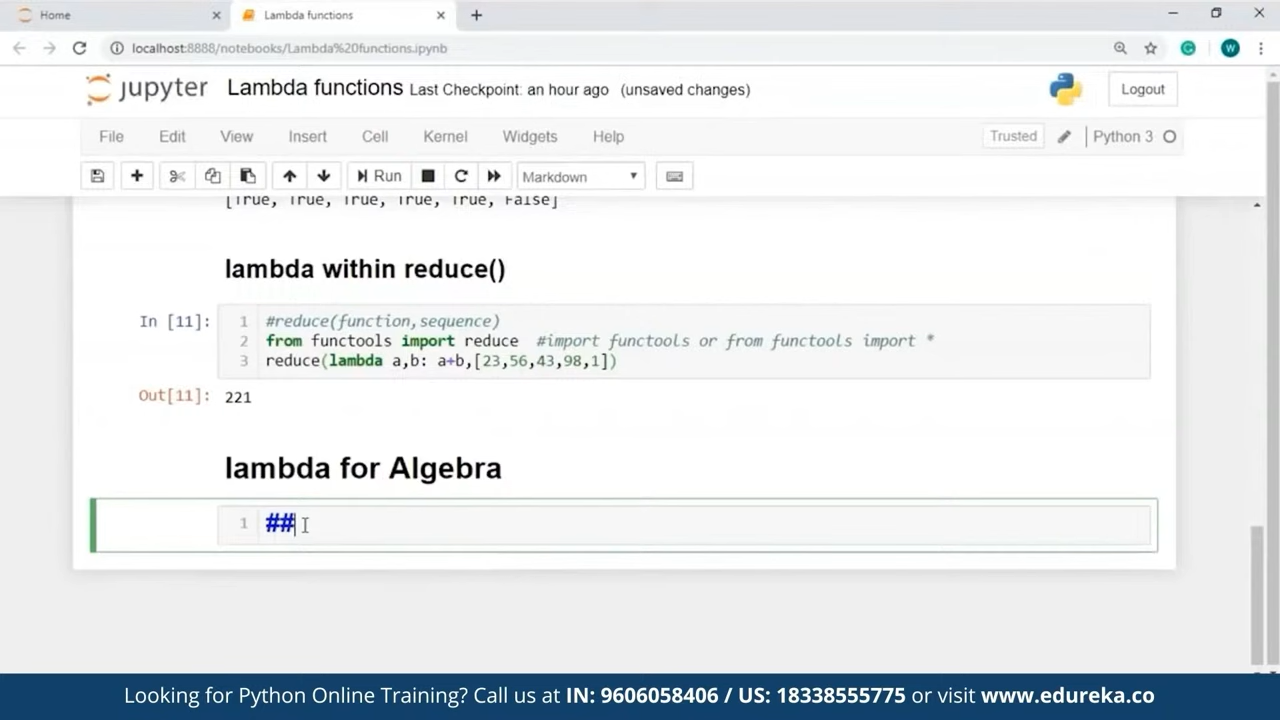 Home
Lambda functions
localhost:8888/notebooks/Lambda%20functions.ipynb
W
jupyter Lambda functions Last Checkpoint: an hour ago (unsaved changes)
Logout
File Edit View Insert Cell Kernel Widgets Help
Trusted Python 3
Run Markdown
[True, True, True, True, True, False]
lambda within reduce()
In [11]:
1 #reduce(function,sequence)
2 from functools import reduce  #import functools or from functools import *
3 reduce(lambda a,b: a+b,[23,56,43,98,1])
Out[11]: 221
lambda for Algebra
1 ##
Looking for Python Online Training? Call us at IN: 9606058406 / US: 18338555775 or visit www.edureka.co